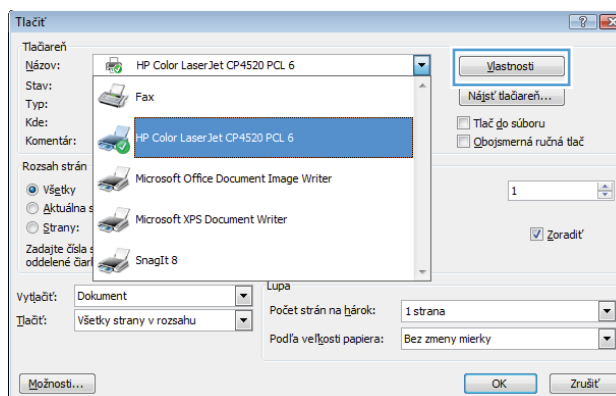 Tlačiť
Tlačiareň
Názov: HP Color LaserJet CP4520 PCL 6 Vlastnosti
Stav:
Fax
Nájsť tlačiareň...
Typ:
Kde:
Tlač do súboru
Komentár:
HP Color LaserJet CP4520 PCL 6
Obojsmerná ručná tlač
Rozsah strán
Microsoft Office Document Image Writer
Všetky
1
Aktuálna s
Microsoft XPS Document Writer
Strany:
Zoradiť
Zadajte čísla s
oddelené čiar
SnagIt 8
Vytlačiť: Dokument
Lupa
Počet strán na hárok: 1 strana
Tlačiť: Všetky strany v rozsahu
Podľa veľkosti papiera: Bez zmeny mierky
Možnosti...
OK Zrušiť